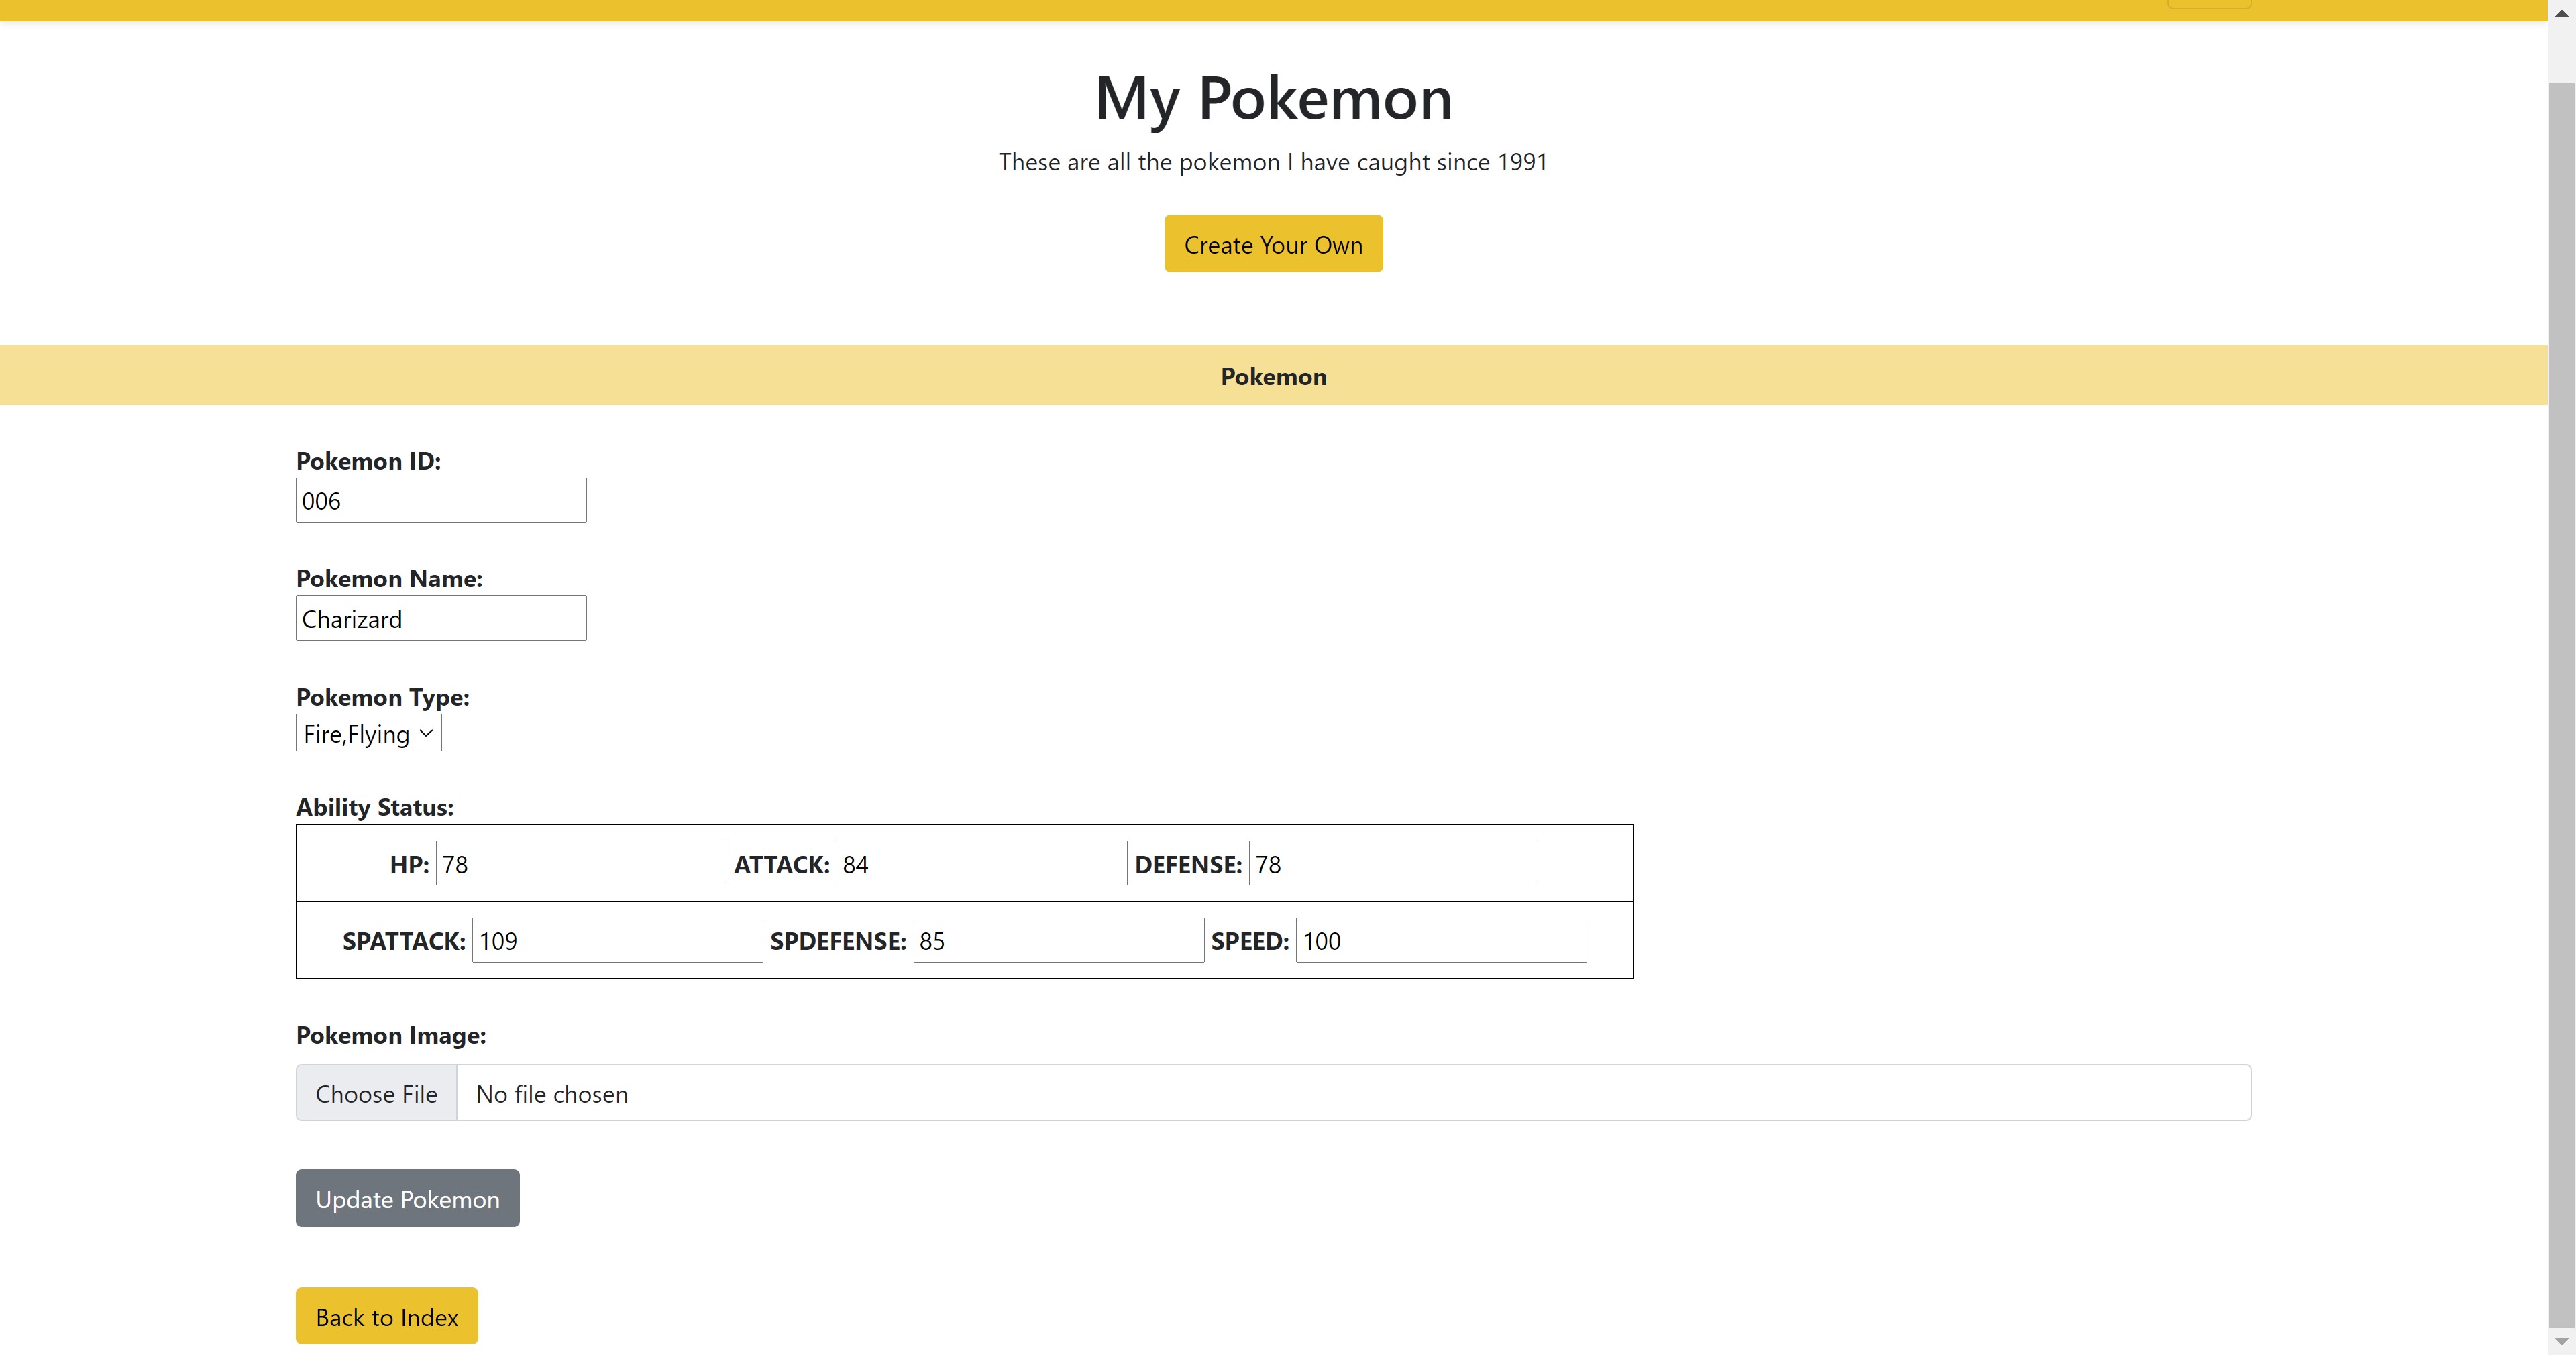 My Pokemon
These are all the pokemon I have caught since 1991
Create Your Own
Pokemon
Pokemon ID:
006
Pokemon Name:
Charizard
Pokemon Type:
Fire,Flying
Ability Status:
HP: 78 ATTACK: 84 DEFENSE: 78
SPATTACK: 109 SPDEFENSE: 85 SPEED: 100
Pokemon Image:
Choose File No file chosen
Update Pokemon
Back to Index